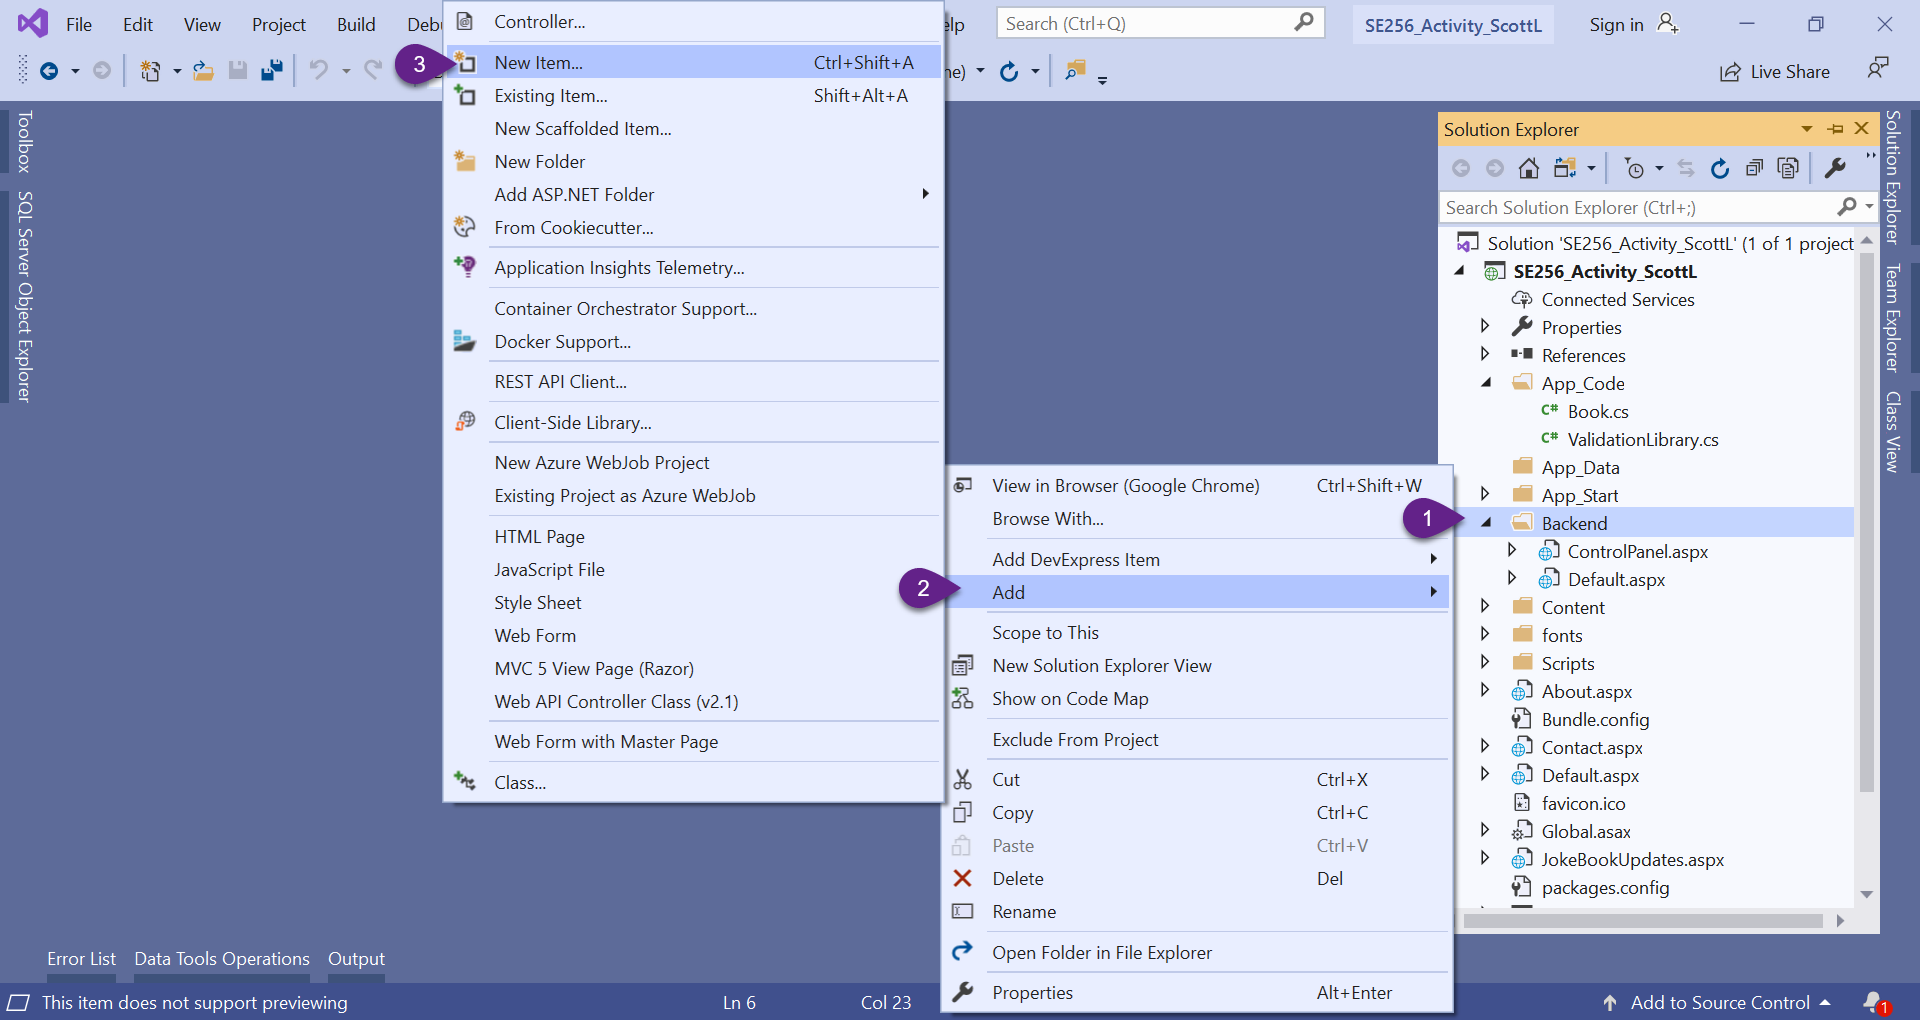 File Edit View Project Build Debu
elp
Search (Ctrl+Q)
SE256_Activity_ScottL
Sign in
Live Share
Toolbox
SQL Server Object Explorer
3
Controller...
New Item... Ctrl+Shift+A
Existing Item... Shift+Alt+A
New Scaffolded Item...
New Folder
Add ASP.NET Folder
From Cookiecutter...
Application Insights Telemetry...
Container Orchestrator Support...
Docker Support...
REST API Client...
Client-Side Library...
New Azure WebJob Project
Existing Project as Azure WebJob
HTML Page
JavaScript File
Style Sheet
Web Form
MVC 5 View Page (Razor)
Web API Controller Class (v2.1)
Web Form with Master Page
Class...
2
View in Browser (Google Chrome) Ctrl+Shift+W
Browse With...
Add DevExpress Item
Add
Scope to This
New Solution Explorer View
Show on Code Map
Exclude From Project
Cut Ctrl+X
Copy Ctrl+C
Paste Ctrl+V
Delete Del
Rename
Open Folder in File Explorer
Properties Alt+Enter
1
Solution Explorer
Search Solution Explorer (Ctrl+;)
Solution 'SE256_Activity_ScottL' (1 of 1 project
SE256_Activity_ScottL
Connected Services
Properties
References
App_Code
C# Book.cs
C# ValidationLibrary.cs
App_Data
App_Start
Backend
ControlPanel.aspx
Default.aspx
Content
fonts
Scripts
About.aspx
Bundle.config
Contact.aspx
Default.aspx
favicon.ico
Global.asax
JokeBookUpdates.aspx
packages.config
Solution Explorer
Team Explorer
Class View
Error List Data Tools Operations Output
This item does not support previewing
Ln 6 Col 23
Add to Source Control
1